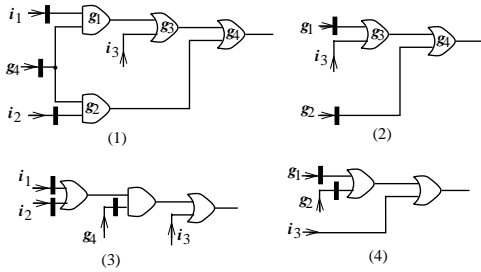 i1 g1 g3 g4
i3
g4
i2 g2
(1)
g1 g3 g4
i3
g2
(2)
i1
i2
g4 i3
(3)
g1
g2
i3
(4)